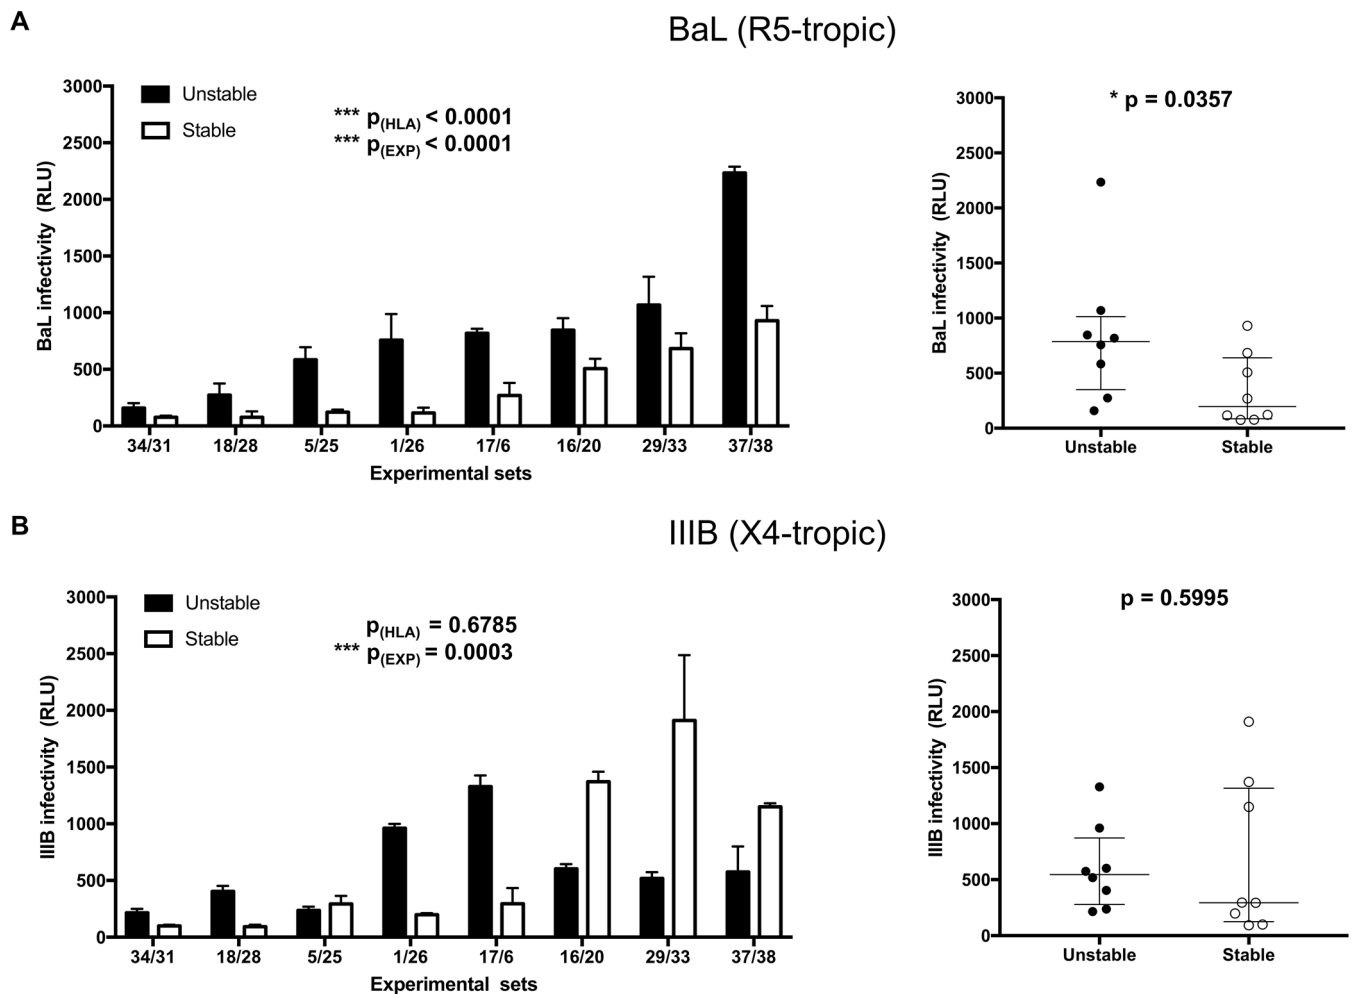 A
BaL (R5-tropic)
BaL infectivity (RLU)
3000
2500
2000
1500
1000
500
0
Unstable
Stable
*** p(HLA) < 0.0001
*** p(EXP) < 0.0001
34/31 18/28 5/25 1/26 17/6 16/20 29/33 37/38
Experimental sets
BaL infectivity (RLU)
3000
2500
2000
1500
1000
500
0
* p = 0.0357
Unstable Stable
B
IIIB (X4-tropic)
IIIB infectivity (RLU)
3000
2500
2000
1500
1000
500
0
Unstable
Stable
p(HLA) = 0.6785
*** p(EXP) = 0.0003
34/31 18/28 5/25 1/26 17/6 16/20 29/33 37/38
Experimental sets
IIIB infectivity (RLU)
3000
2500
2000
1500
1000
500
0
p = 0.5995
Unstable Stable